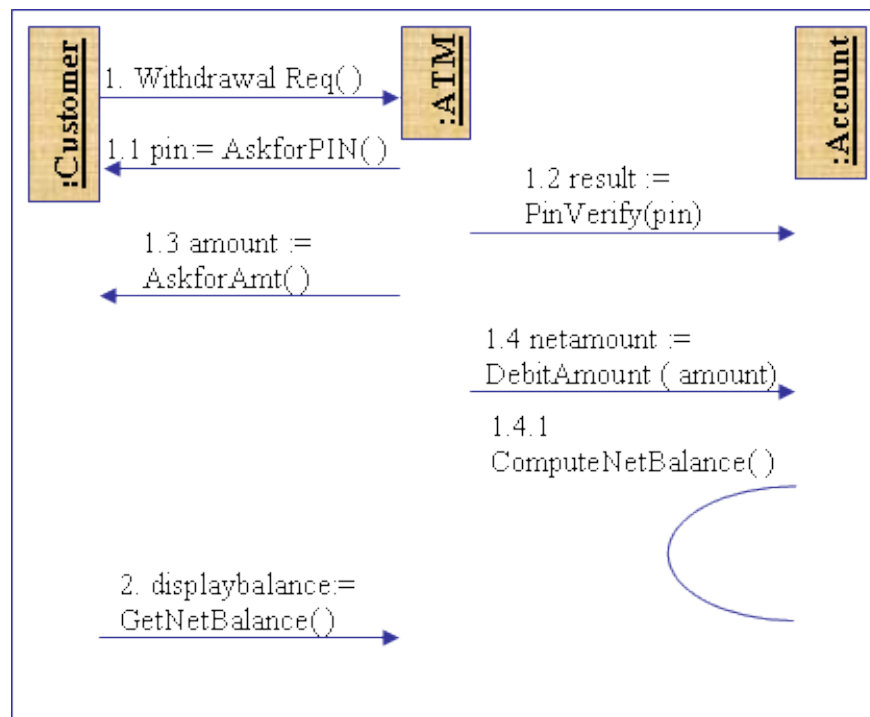 :Customer
:ATM
:Account
1. Withdrawal Req()
1.1 pin:= AskforPIN()
1.2 result :=
PinVerify(pin)
1.3 amount :=
AskforAmt()
1.4 netamount :=
DebitAmount ( amount)
1.4.1
ComputeNetBalance()
2. displaybalance:=
GetNetBalance()